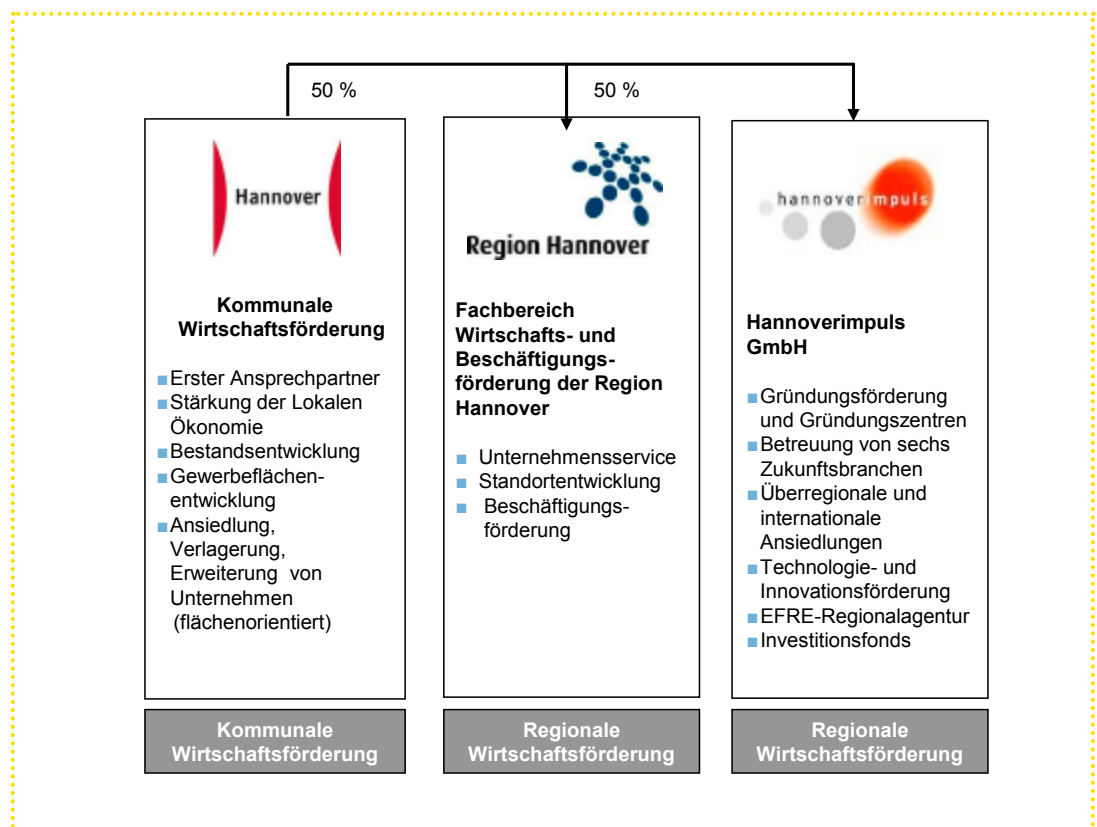 50 %
50 %
Hannover
Kommunale
Wirtschaftsförderung
■Erster Ansprechpartner
■Stärkung der Lokalen
Ökonomie
■Bestandsentwicklung
■Gewerbeflächen-
entwicklung
■Ansiedlung,
Verlagerung,
Erweiterung von
Unternehmen
(flächenorientiert)
Kommunale
Wirtschaftsförderung
Region Hannover
Fachbereich
Wirtschafts- und
Beschäftigungs-
förderung der Region
Hannover
■ Unternehmensservice
■ Standortentwicklung
■ Beschäftigungs-
förderung
Regionale
Wirtschaftsförderung
hannoverimpuls
Hannoverimpuls
GmbH
■Gründungsförderung
und Gründungszentren
■Betreuung von sechs
Zukunftsbranchen
■Überregionale und
internationale
Ansiedlungen
■Technologie- und
Innovationsförderung
■EFRE-Regionalagentur
■Investitionsfonds
Regionale
Wirtschaftsförderung